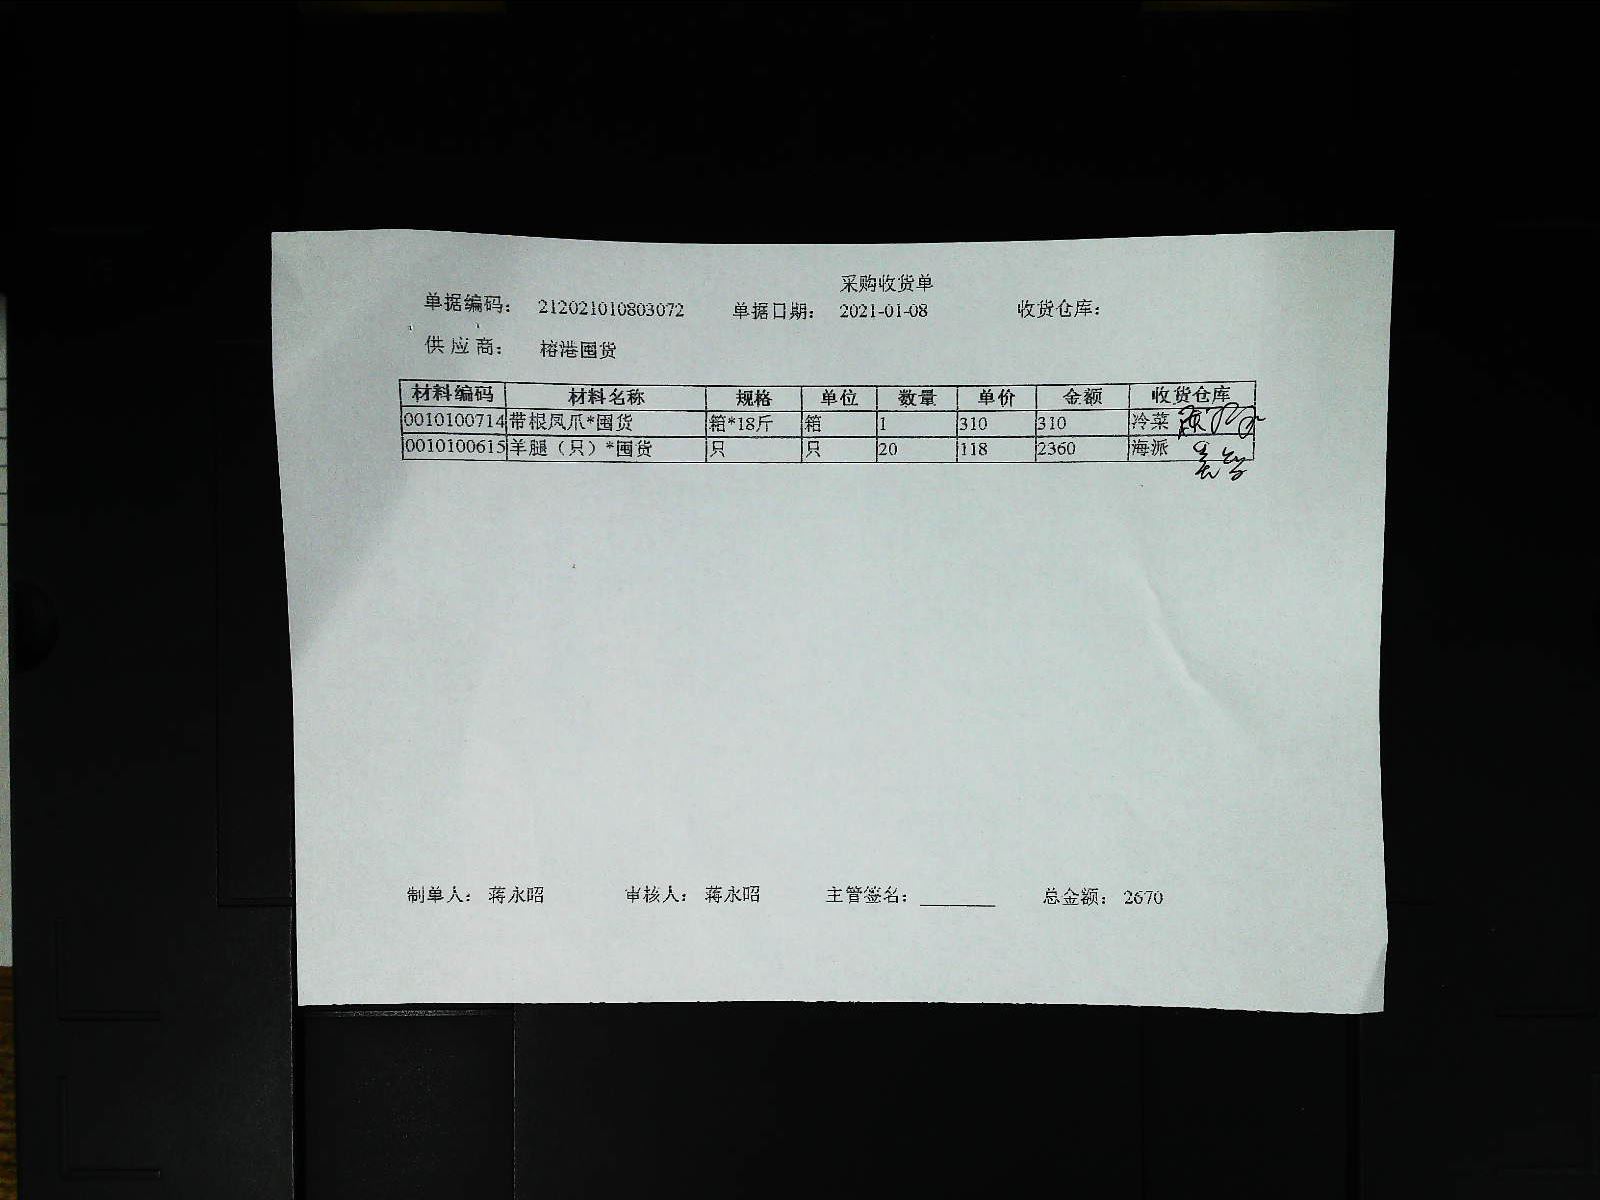 采购收货单
单据编码： 212021010803072 单据日期： 2021-01-08 收货仓库：
供应商： 榕港囤货
材料编码 材料名称 规格 单位 数量 单价 金额 收货仓库
0010100714 带根凤爪*囤货 箱*18斤 箱 1 310 310 冷菜
0010100615 羊腿（只）*囤货 只 只 20 118 2360 海派
制单人： 蒋永昭 审核人： 蒋永昭 主管签名：________ 总金额： 2670